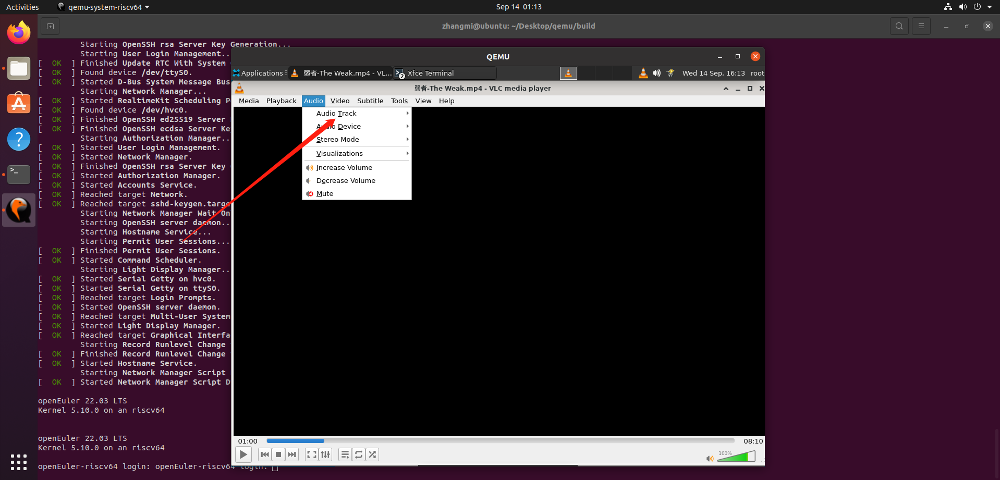 Activities qemu-system-riscv64 Sep 14 01:13
zhangmi@ubuntu: ~/Desktop/qemu/build
Starting OpenSSH rsa Server Key Generation...
Starting User Login Management..
[ OK ] Finished Update RTC With System
[ OK ] Found device /dev/ttyS0.
[ OK ] Started D-Bus System Message Bus
Starting Network Manager...
[ OK ] Started RealtimeKit Scheduling
[ OK ] Found device /dev/hvc0.
[ OK ] Finished OpenSSH ed25519 Server
[ OK ] Finished OpenSSH ecdsa Server Ke
Starting Authorization Manager..
[ OK ] Started User Login Management.
[ OK ] Started Network Manager.
[ OK ] Finished OpenSSH rsa Server Key
[ OK ] Started Authorization Manager.
[ OK ] Started Accounts Service.
[ OK ] Reached target Network.
[ OK ] Reached target sshd-keygen.targe
Starting Network Manager Wait On
Starting OpenSSH server daemon..
Starting Hostname Service...
Starting Permit User Sessions...
[ OK ] Finished Permit User Sessions.
[ OK ] Started Command Scheduler.
Starting Light Display Manager..
[ OK ] Started Serial Getty on hvc0.
[ OK ] Started Serial Getty on ttyS0.
[ OK ] Reached target Login Prompts.
[ OK ] Started OpenSSH server daemon.
[ OK ] Reached target Multi-User System
[ OK ] Started Light Display Manager.
[ OK ] Reached target Graphical Interfa
Starting Record Runlevel Change
[ OK ] Finished Record Runlevel Change
[ OK ] Started Hostname Service.
Starting Network Manager Script
[ OK ] Started Network Manager Script D
openEuler 22.03 LTS
Kernel 5.10.0 on an riscv64
openEuler 22.03 LTS
Kernel 5.10.0 on an riscv64
openEuler-riscv64 login: openEuler-riscv64 login:
QEMU
Applications 弱者-The Weak.mp4 - VL... 2 Xfce Terminal Wed 14 Sep, 16:13 root
弱者-The Weak.mp4 - VLC media player
Media Playback Audio Video Subtitle Tools View Help
Audio Track
Audio Device
Stereo Mode
Visualizations
Increase Volume
Decrease Volume
Mute
01:00 08:10
100%